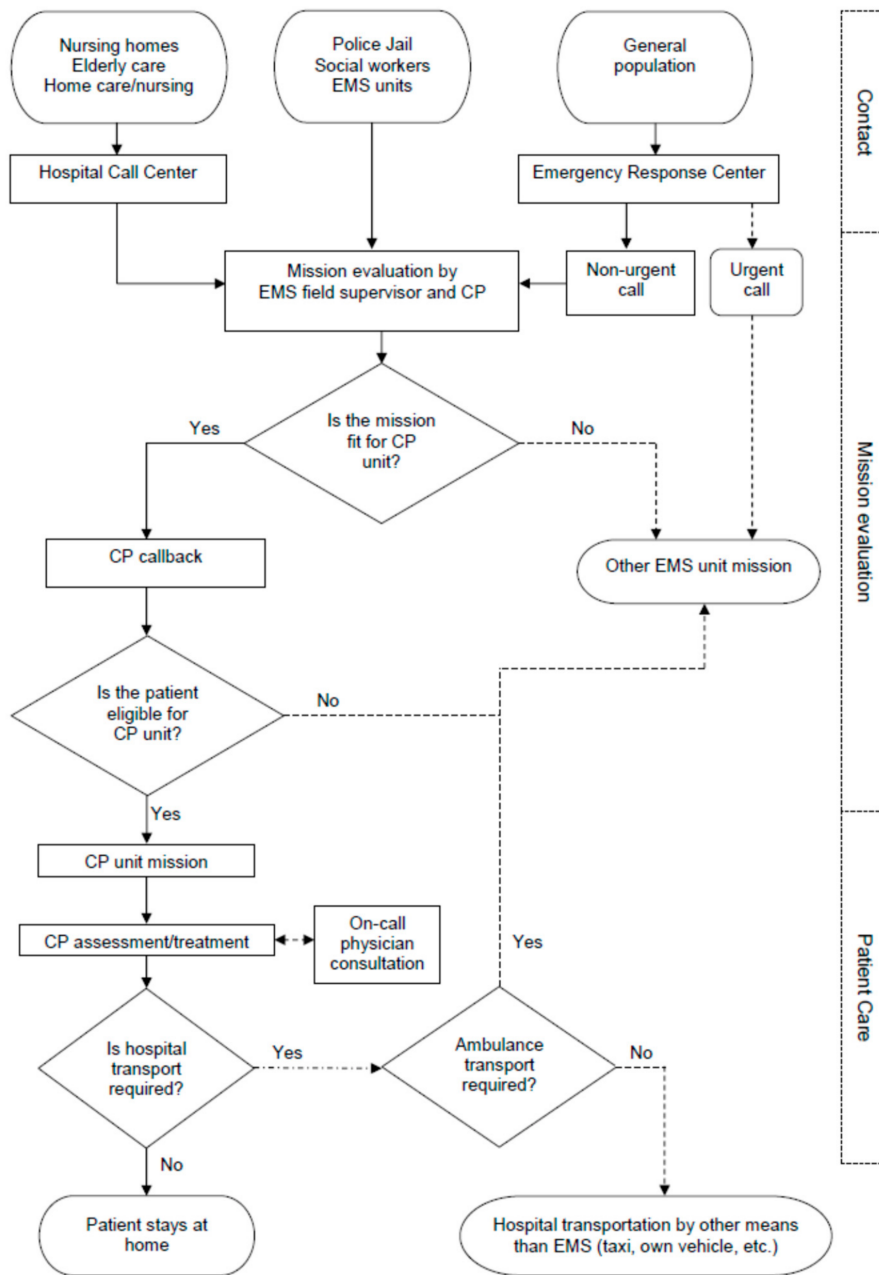 Nursing homes
Elderly care
Home care/nursing
Police Jail
Social workers
EMS units
General
population
Contact
Hospital Call Center
Emergency Response Center
Mission evaluation by
EMS field supervisor and CP
Non-urgent
call
Urgent
call
Mission evaluation
Is the mission
fit for CP
unit?
Yes
No
CP callback
Other EMS unit mission
Is the patient
eligible for
CP unit?
No
Yes
CP unit mission
Patient Care
CP assessment/treatment
On-call
physician
consultation
Yes
Is hospital
transport
required?
Yes
Ambulance
transport
required?
No
No
Patient stays at
home
Hospital transportation by other means
than EMS (taxi, own vehicle, etc.)